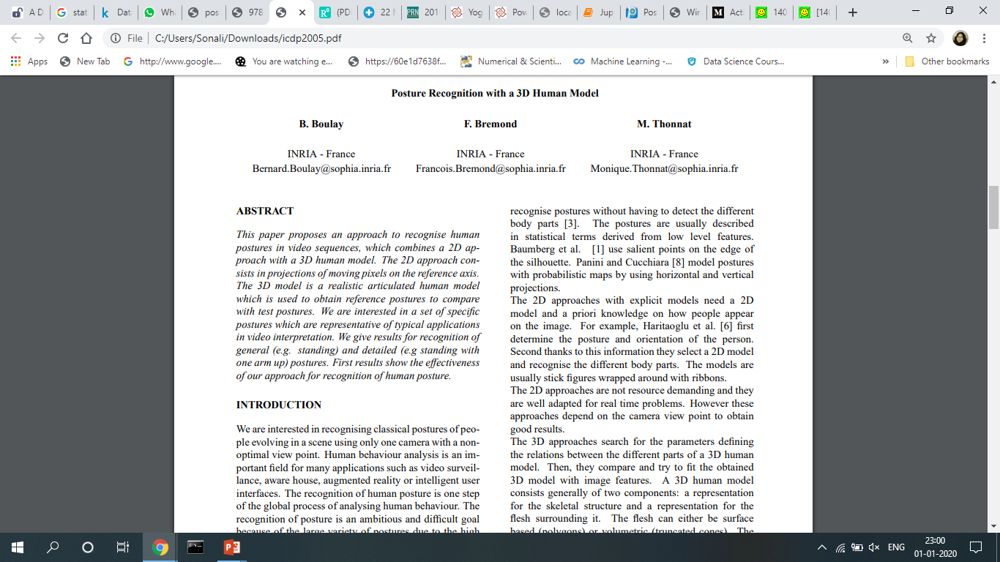 A D
stat
Dat
Wh
pos
978
(PD
22
201
Yog
Pow
loca
Jup
Pos
Wir
Acti
140
[14
File
C:/Users/Sonali/Downloads/icdp2005.pdf
Apps
New Tab
http://www.google....
You are watching e...
https://60e1d7638f...
Numerical & Scienti...
Machine Learning -...
Data Science Cours...
»
Other bookmarks
Posture Recognition with a 3D Human Model
B. Boulay
F. Bremond
M. Thonnat
INRIA - France
INRIA - France
INRIA - France
Bernard.Boulay@sophia.inria.fr
Francois.Bremond@sophia.inria.fr
Monique.Thonnat@sophia.inria.fr
ABSTRACT
This paper proposes an approach to recognise human
postures in video sequences, which combines a 2D ap-
proach with a 3D human model. The 2D approach con-
sists in projections of moving pixels on the reference axis.
The 3D model is a realistic articulated human model
which is used to obtain reference postures to compare
with test postures. We are interested in a set of specific
postures which are representative of typical applications
in video interpretation. We give results for recognition of
general (e.g. standing) and detailed (e.g standing with
one arm up) postures. First results show the effectiveness
of our approach for recognition of human posture.
INTRODUCTION
We are interested in recognising classical postures of peo-
ple evolving in a scene using only one camera with a non-
optimal view point. Human behaviour analysis is an im-
portant field for many applications such as video surveil-
lance, aware house, augmented reality or intelligent user
interfaces. The recognition of human posture is one step
of the global process of analysing human behaviour. The
recognition of posture is an ambitious and difficult goal
because of the large variety of postures due to the high
recognise postures without having to detect the different
body parts [3]. The postures are usually described
in statistical terms derived from low level features.
Baumberg et al. [1] use salient points on the edge of
the silhouette. Panini and Cucchiara [8] model postures
with probabilistic maps by using horizontal and vertical
projections.
The 2D approaches with explicit models need a 2D
model and a priori knowledge on how people appear
on the image. For example, Haritaoglu et al. [6] first
determine the posture and orientation of the person.
Second thanks to this information they select a 2D model
and recognise the different body parts. The models are
usually stick figures wrapped around with ribbons.
The 2D approaches are not resource demanding and they
are well adapted for real time problems. However these
approaches depend on the camera view point to obtain
good results.
The 3D approaches search for the parameters defining
the relations between the different parts of a 3D human
model. Then, they compare and try to fit the obtained
3D model with image features. A 3D human model
consists generally of two components: a representation
for the skeletal structure and a representation for the
flesh surrounding it. The flesh can either be surface
based (polygons) or volumetric (truncated cones). The
ENG
23:00
01-01-2020